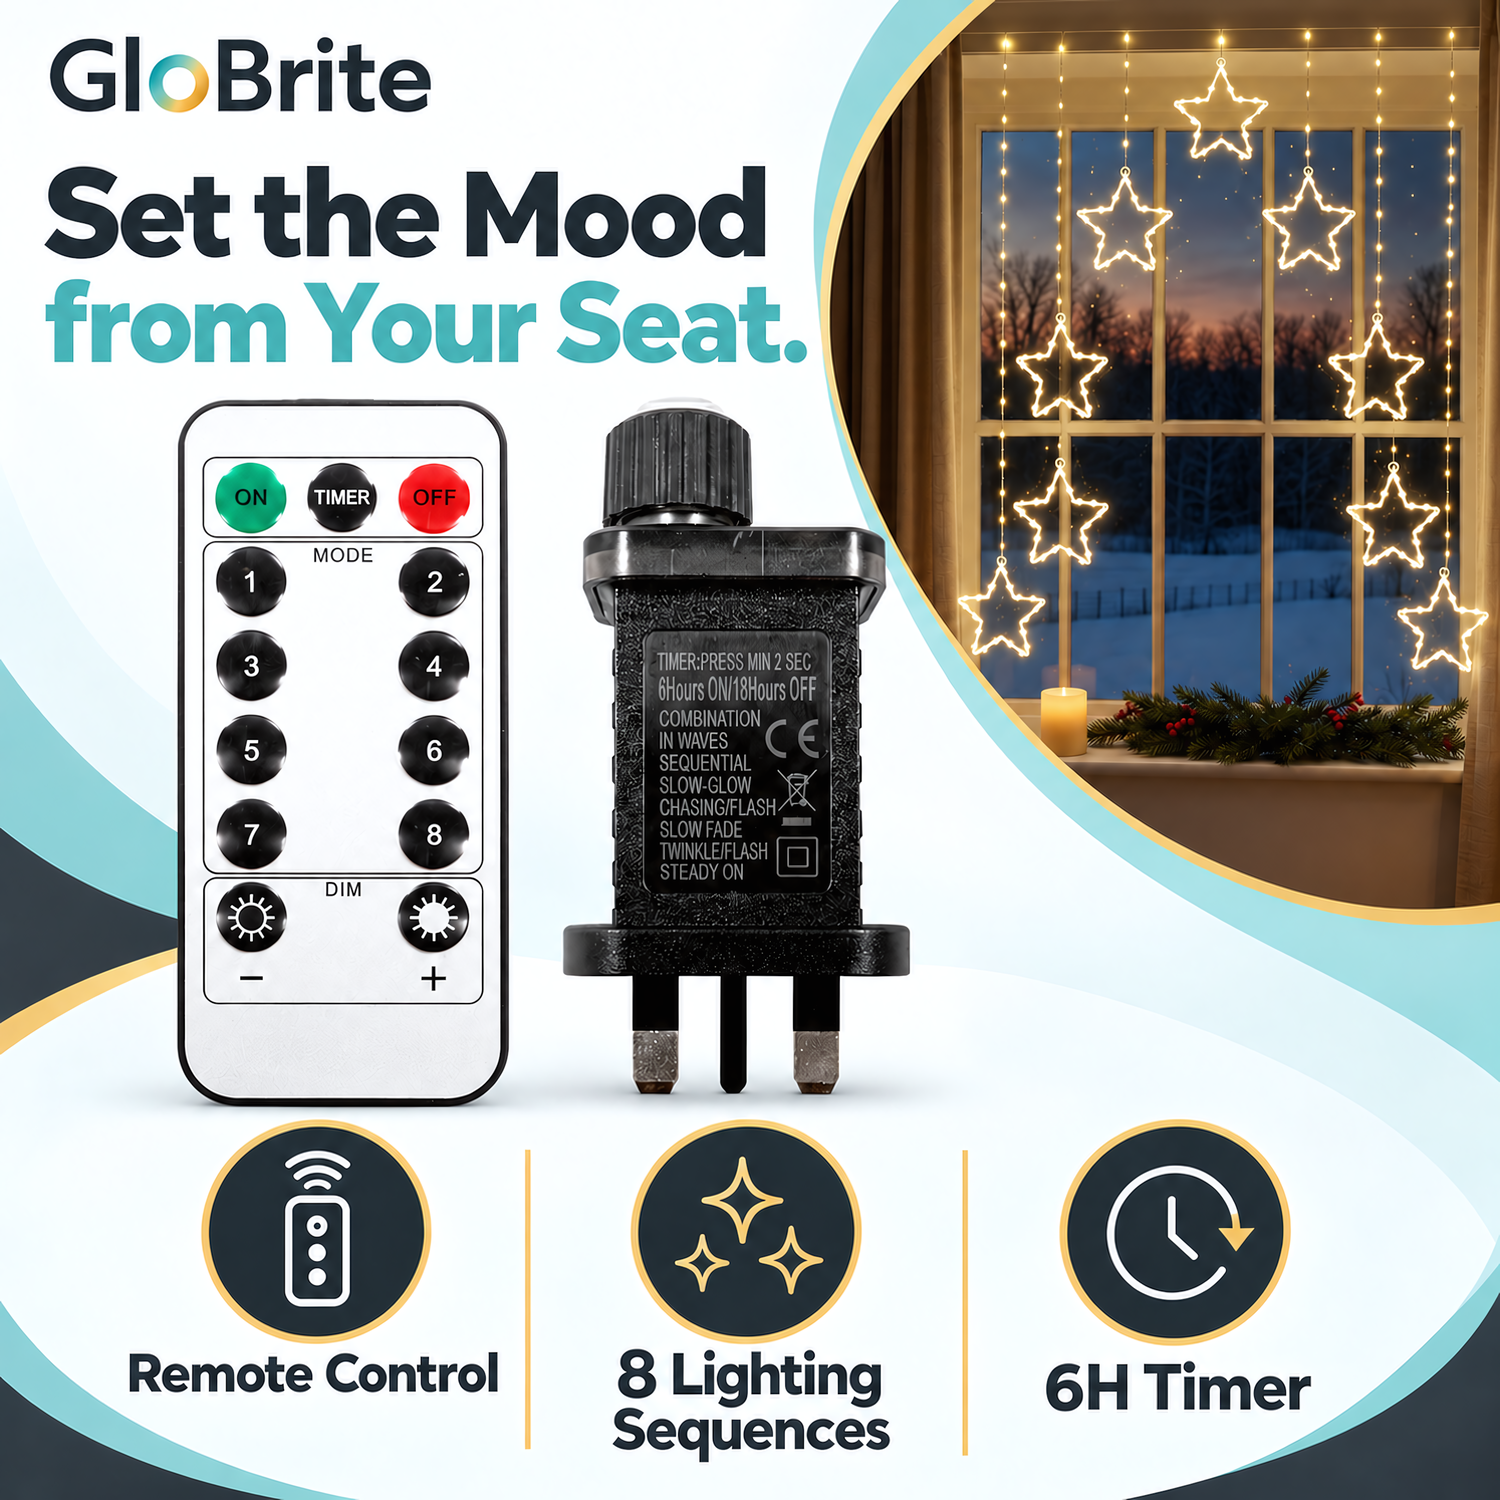 GloBrite
Set the Mood
from Your Seat.
ON TIMER OFF
MODE
1 2
3 4
5 6
7 8
DIM
− +
TIMER:PRESS MIN 2 SEC
6Hours ON/18Hours OFF
COMBINATION
IN WAVES
SEQUENTIAL
SLOW-GLOW
CHASING/FLASH
SLOW FADE
TWINKLE/FLASH
STEADY ON
CE
Remote Control
8 Lighting
Sequences
6H Timer